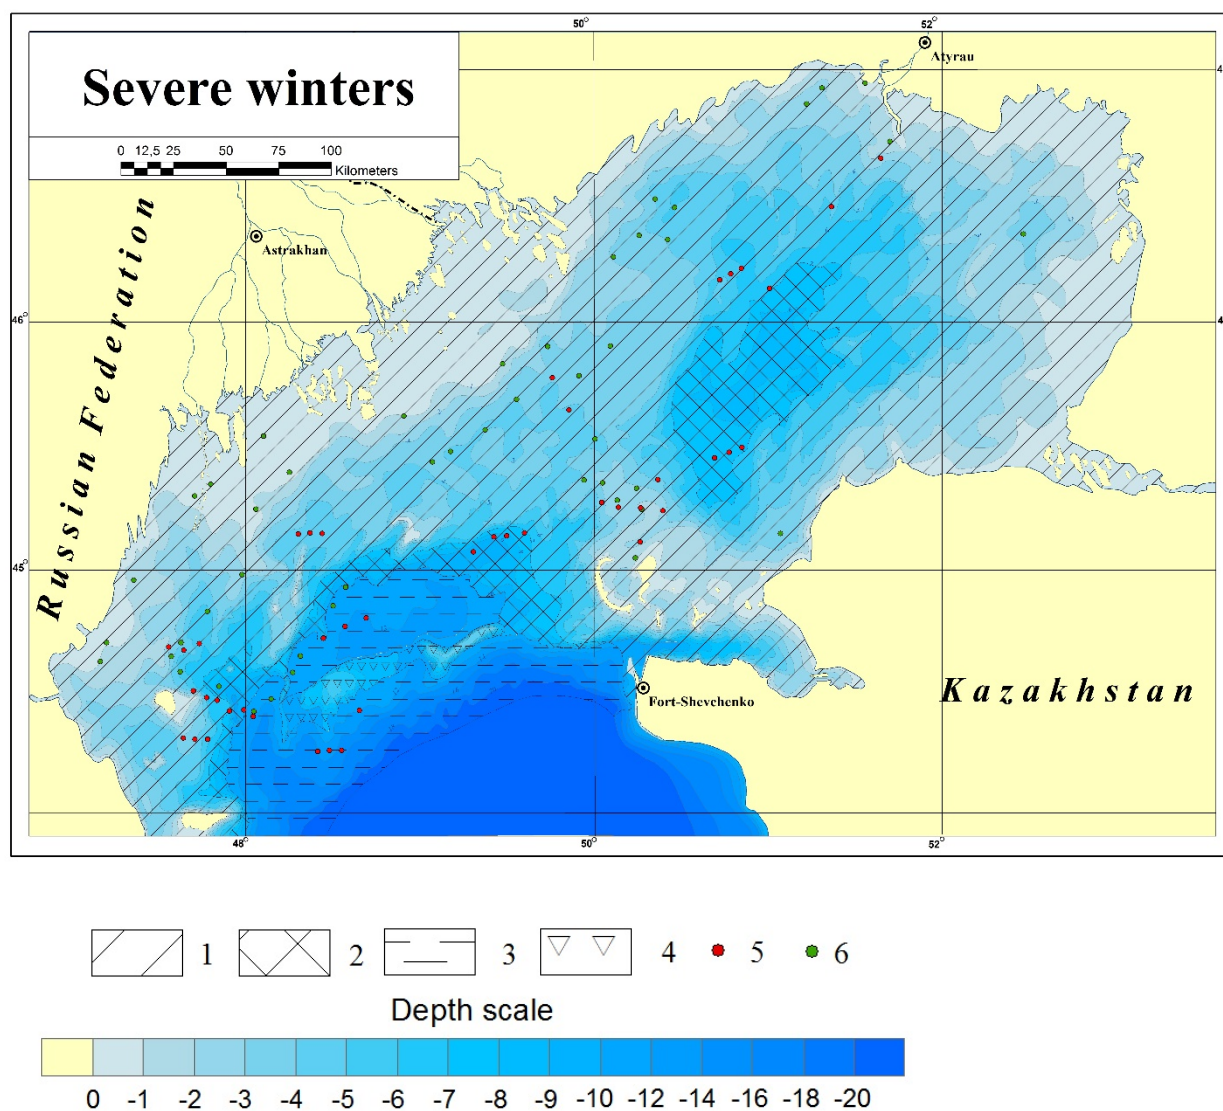 50°
52°
Severe winters
0 12,5 25 50 75 100
Kilometers
Atyrau
Astrakhan
Russian Federation
46°
4
45°
Fort-Shevchenko
Kazakhstan
48°
50°
52°
1 2 3 4 5 6
Depth scale
0 -1 -2 -3 -4 -5 -6 -7 -8 -9 -10 -12 -14 -16 -18 -20